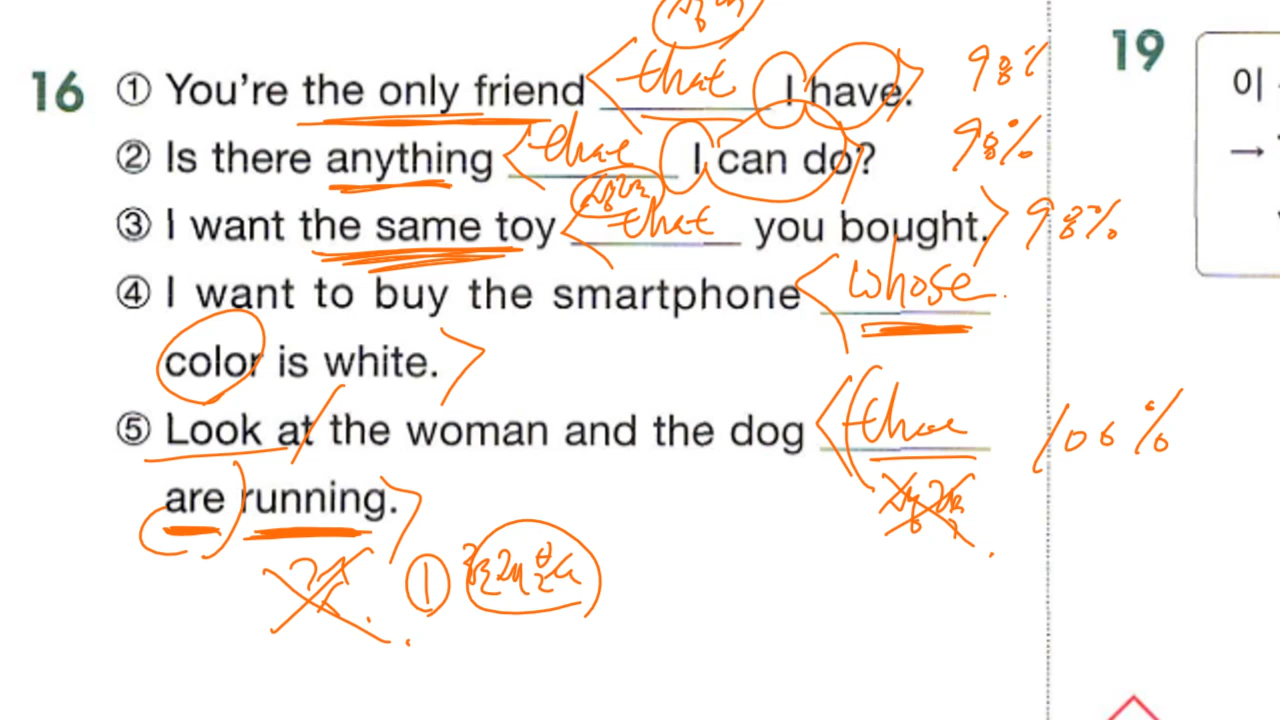 16 ① You're the only friend that I have. 98%
② Is there anything that I can do? 98%
③ I want the same toy that you bought. 98%
④ I want to buy the smartphone whose
color is white.
⑤ Look at the woman and the dog that 100%
are running.
①
19
이
→